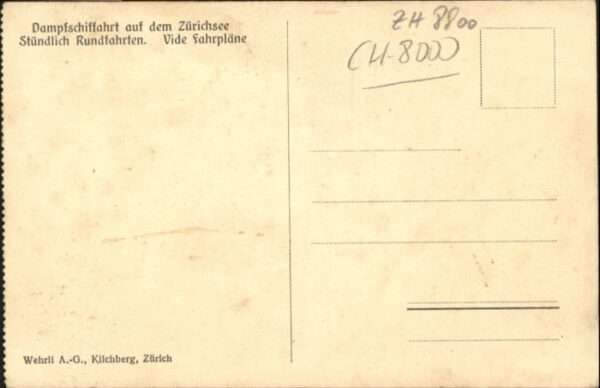 Dampfschiffahrt auf dem Zürichsee
Stündlich Rundfahrten. Vide Fahrpläne
ZH 8800
(H-8000)
Wehrli A.-G., Kilchberg, Zürich